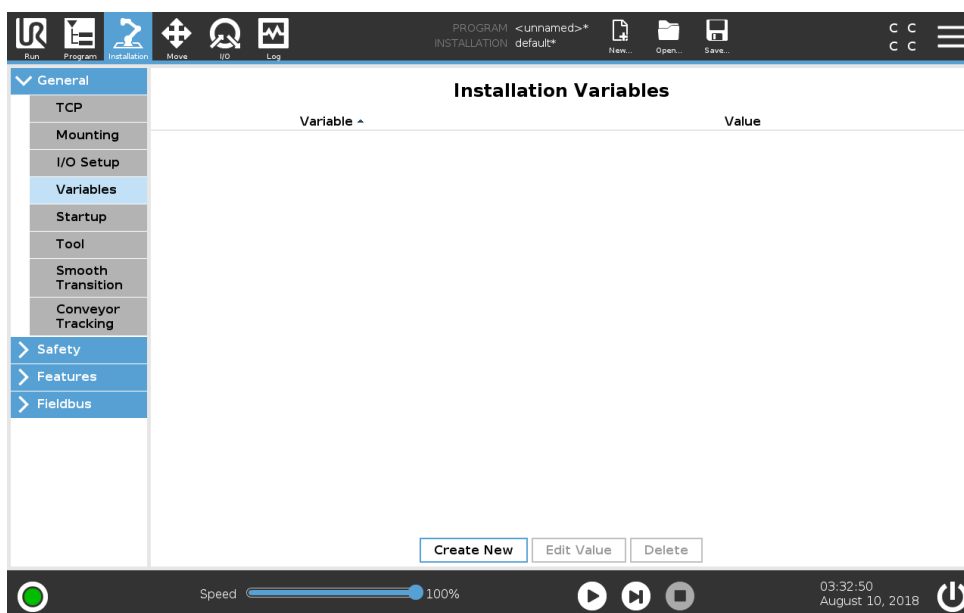 UR
Run
Program
Installation
Move
I/O
Log
PROGRAM <unnamed>*
INSTALLATION default*
New...
Open...
Save...
C C
C C
General
TCP
Mounting
I/O Setup
Variables
Startup
Tool
Smooth
Transition
Conveyor
Tracking
Safety
Features
Fieldbus
Installation Variables
Variable
Value
Create New
Edit Value
Delete
Speed
100%
03:32:50
August 10, 2018